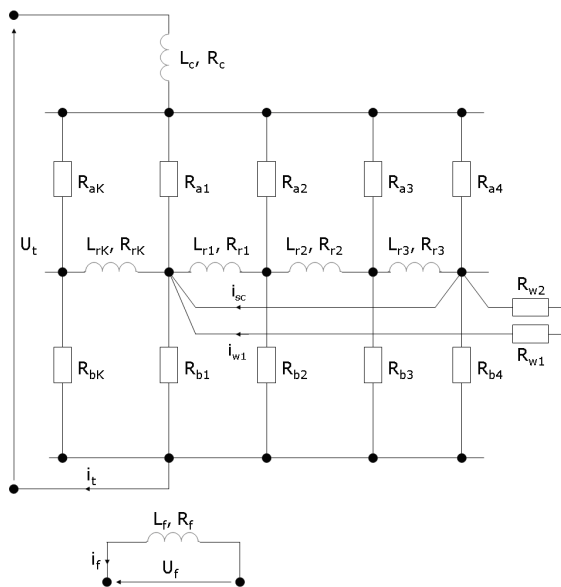 L_c, R_c
R_aK R_a1 R_a2 R_a3 R_a4
U_t
L_rK, R_rK L_r1, R_r1 L_r2, R_r2 L_r3, R_r3
i_sc
R_w2
i_w1
R_w1
R_bK R_b1 R_b2 R_b3 R_b4
i_t
L_f, R_f
i_f
U_f